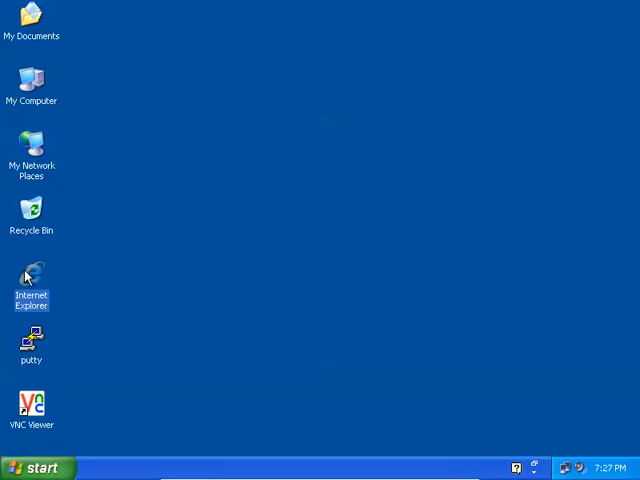 My Documents
My Computer
My Network
Places
Recycle Bin
Internet
Explorer
putty
VNC Viewer
start
7:27 PM